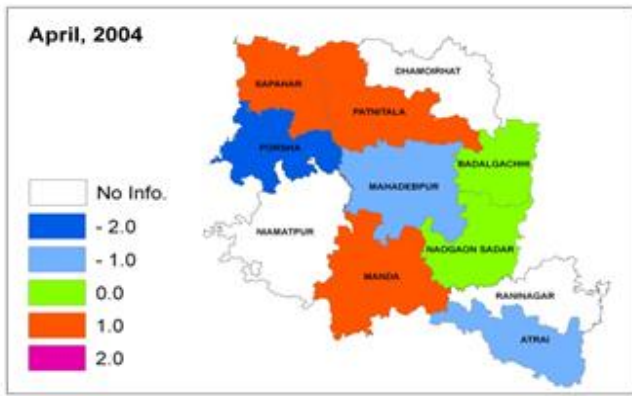 April, 2004
DHAMOIRHAT
SAPAHAR
PATNITALA
PORSHA
BADALGACHHI
MAHADEBPUR
No Info.
- 2.0
NIAMATPUR
- 1.0
NAOGAON SADAR
0.0
MANDA
RANINAGAR
1.0
ATRAI
2.0